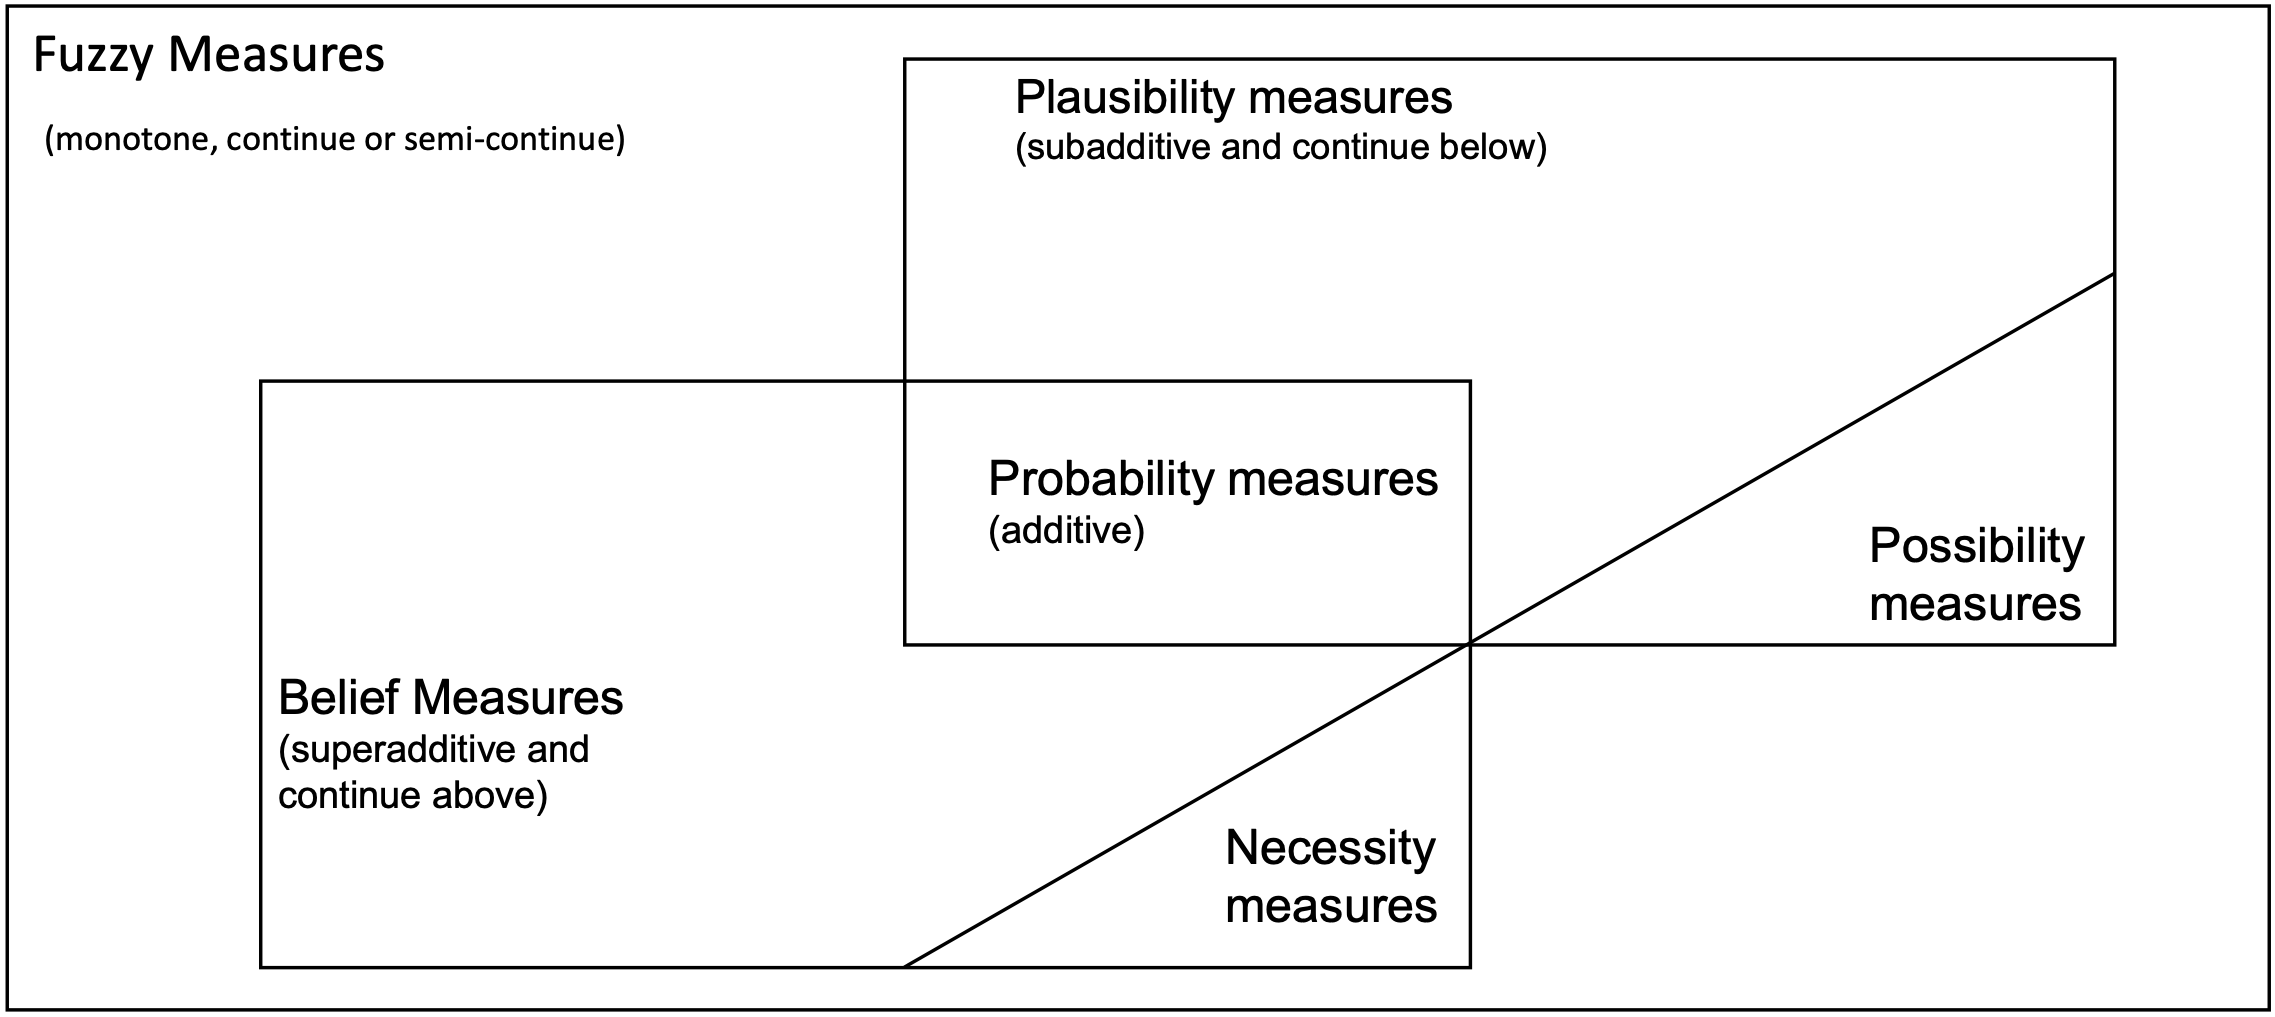 Fuzzy Measures
(monotone, continue or semi-continue)
Plausibility measures
(subadditive and continue below)
Probability measures
(additive)
Possibility
measures
Belief Measures
(superadditive and
continue above)
Necessity
measures